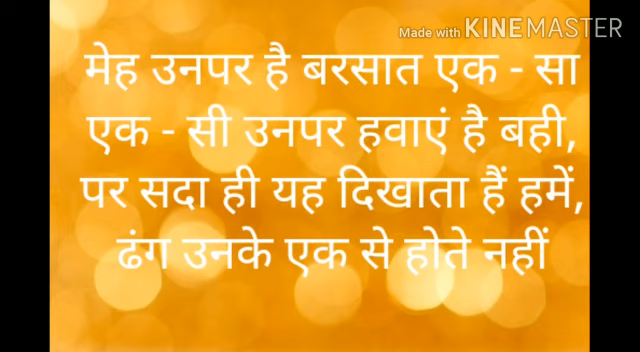 Made with KINEMASTER
मेह उनपर है बरसात एक - सा
एक - सी उनपर हवाएं है बही,
पर सदा ही यह दिखाता हैं हमें,
ढंग उनके एक से होते नहीं